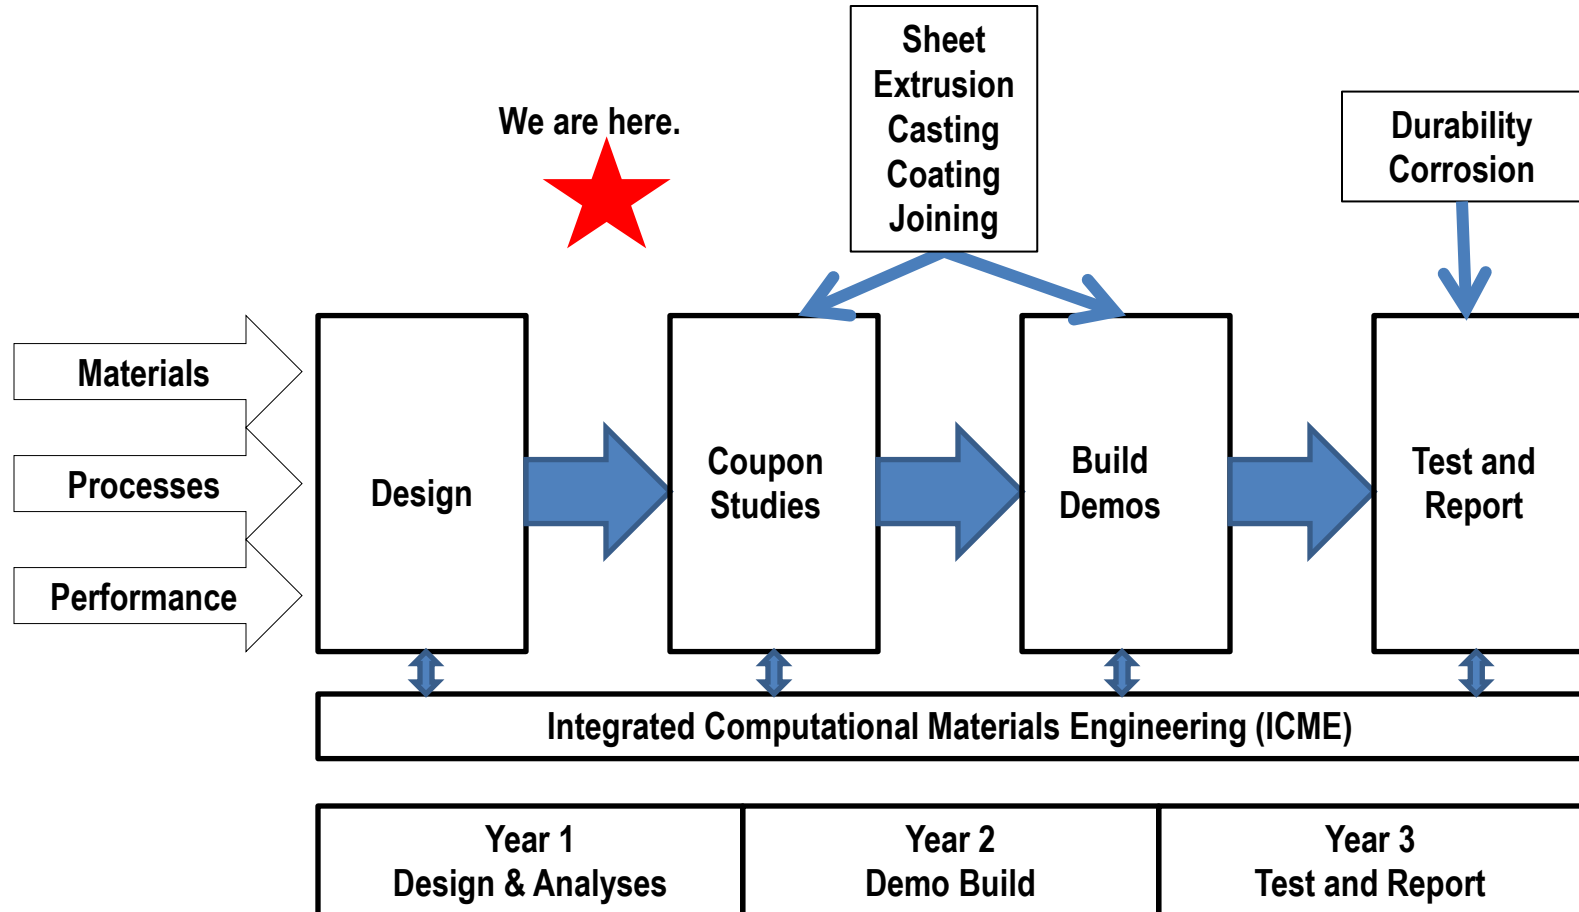 We are here.
Sheet
Extrusion
Casting
Coating
Joining
Durability
Corrosion
Materials
Processes
Performance
Design
Coupon
Studies
Build
Demos
Test and
Report
Integrated Computational Materials Engineering (ICME)
Year 1
Design & Analyses
Year 2
Demo Build
Year 3
Test and Report